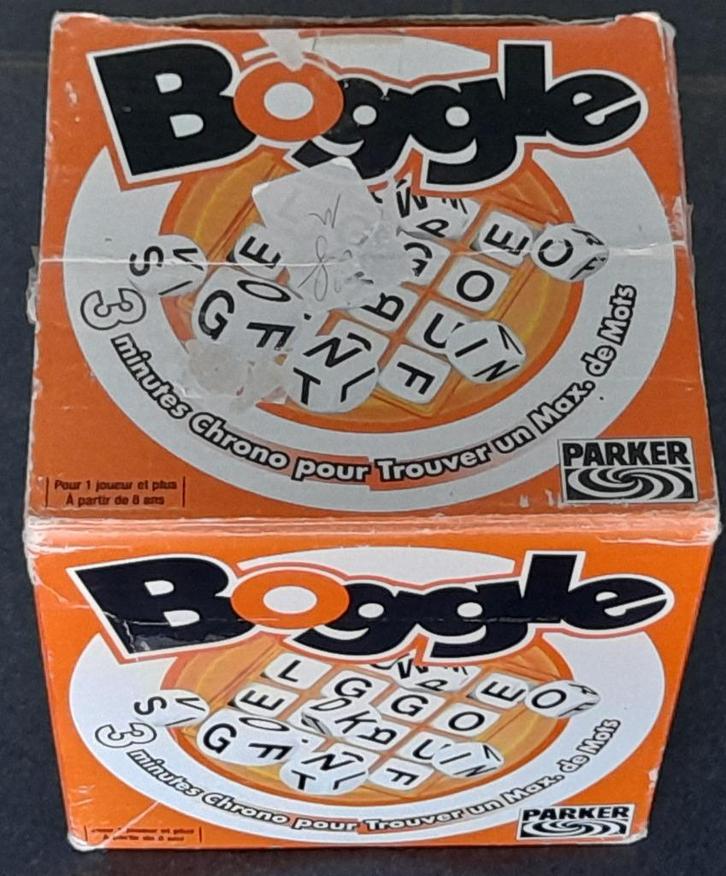 Boggle
3 minutes Chrono pour Trouver un Max. de Mots
PARKER
Pour 1 joueur et plus
À partir de 8 ans
S
E
E
O
G
F
O
R
U
I
N
N
T
F
Boggle
L
G
E
O
S
E
G
O
G
F
D
K
R
U
I
N
N
T
F
3 minutes Chrono pour Trouver un Max. de Mots
PARKER